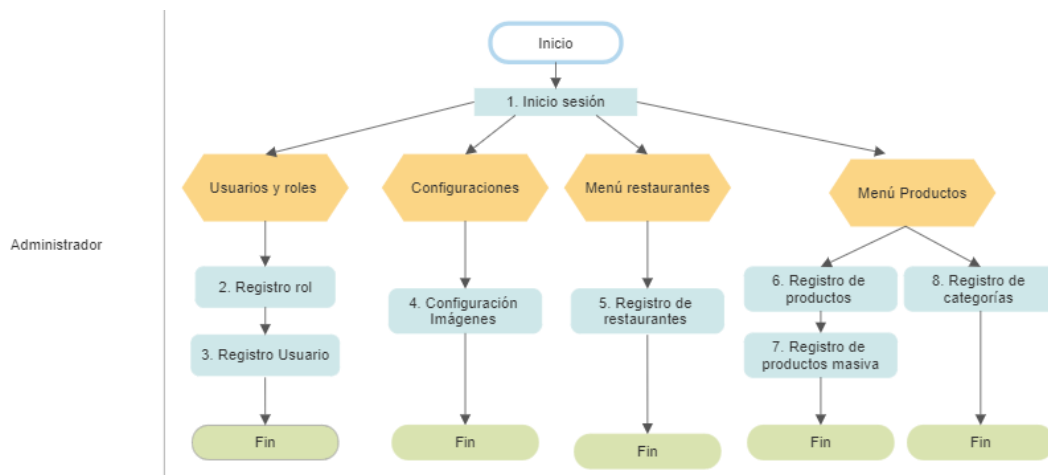 Inicio
1. Inicio sesión
Usuarios y roles
Configuraciones
Menú restaurantes
Menú Productos
Administrador
2. Registro rol
4. Configuración
Imágenes
5. Registro de
restaurantes
6. Registro de
productos
8. Registro de
categorías
3. Registro Usuario
7. Registro de
productos masiva
Fin
Fin
Fin
Fin
Fin